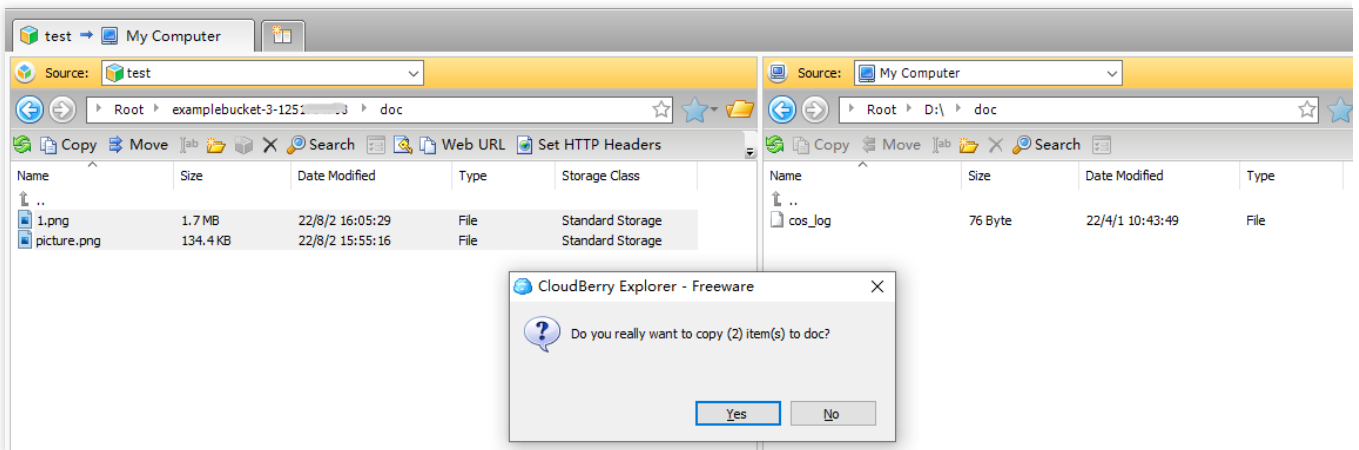 test My Computer
Source: test
Root examplebucket-3-1251 doc
Copy Move Search Web URL Set HTTP Headers
Name Size Date Modified Type Storage Class
..
1.png 1.7 MB 22/8/2 16:05:29 File Standard Storage
picture.png 134.4 KB 22/8/2 15:55:16 File Standard Storage
Source: My Computer
Root D:\ doc
Copy Move Search
Name Size Date Modified Type
..
cos_log 76 Byte 22/4/1 10:43:49 File
CloudBerry Explorer - Freeware
Do you really want to copy (2) item(s) to doc?
Yes No